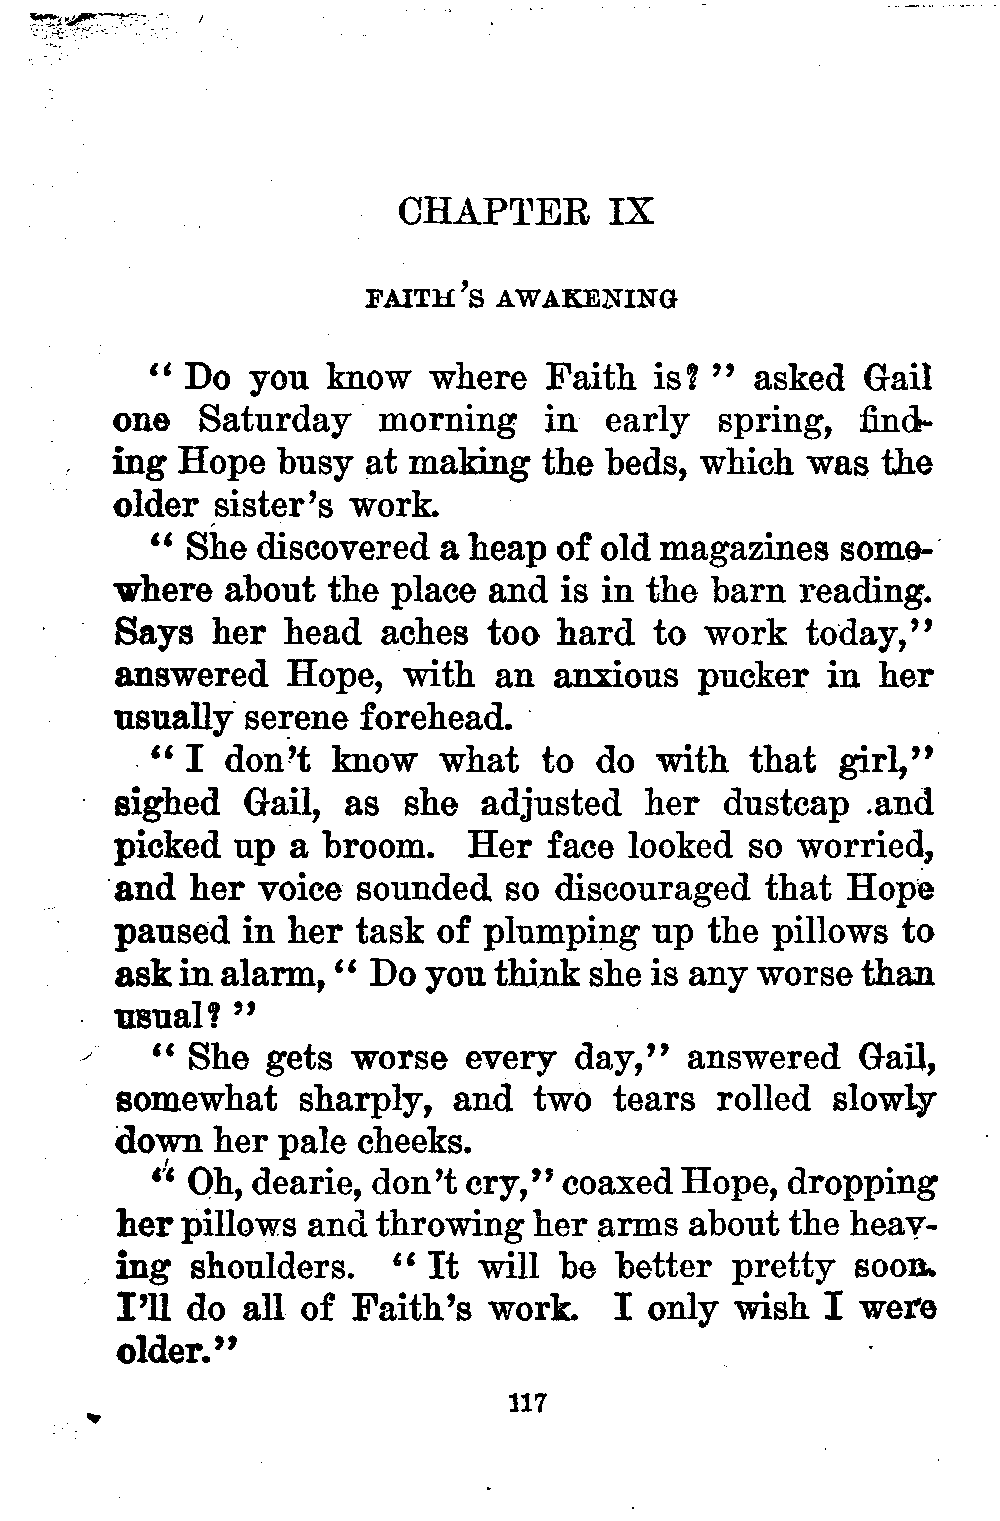 CHAPTER IX
FAITH'S AWAKENING
" Do you know where Faith is? " asked Gail
one Saturday morning in early spring, find-
ing Hope busy at making the beds, which was the
older sister's work.
" She discovered a heap of old magazines some-
where about the place and is in the barn reading.
Says her head aches too hard to work today,"
answered Hope, with an anxious pucker in her
usually serene forehead.
" I don't know what to do with that girl,"
sighed Gail, as she adjusted her dustcap and
picked up a broom. Her face looked so worried,
and her voice sounded so discouraged that Hope
paused in her task of plumping up the pillows to
ask in alarm, " Do you think she is any worse than
usual? "
" She gets worse every day," answered Gail,
somewhat sharply, and two tears rolled slowly
down her pale cheeks.
" Oh, dearie, don't cry," coaxed Hope, dropping
her pillows and throwing her arms about the heav-
ing shoulders. " It will be better pretty soon.
I'll do all of Faith's work. I only wish I were
older."
117